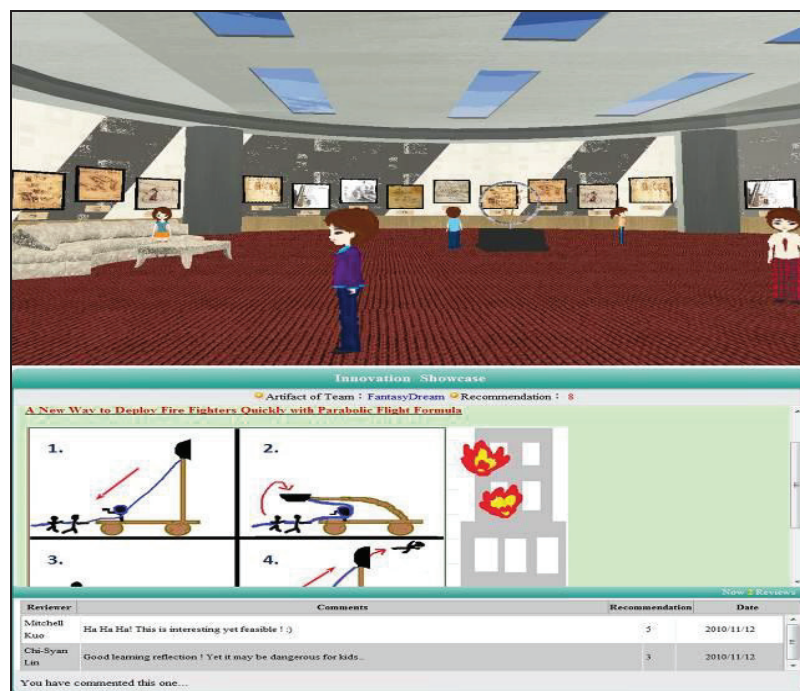 Innovation Showcase
Artifact of Team : FantasyDream Recommendation : 8
A New Way to Deploy Fire Fighters Quickly with Parabolic Flight Formula
1. 2.
3. 4.
Now 2 Reviews
Reviewer Comments Recommendation Date
Mitchell Kuo Ha Ha Ha! This is interesting yet feasible ! :) 5 2010/11/12
Chi-Syan Lin Good learning reflection ! Yet it may be dangerous for kids... 3 2010/11/12
You have commented this one...